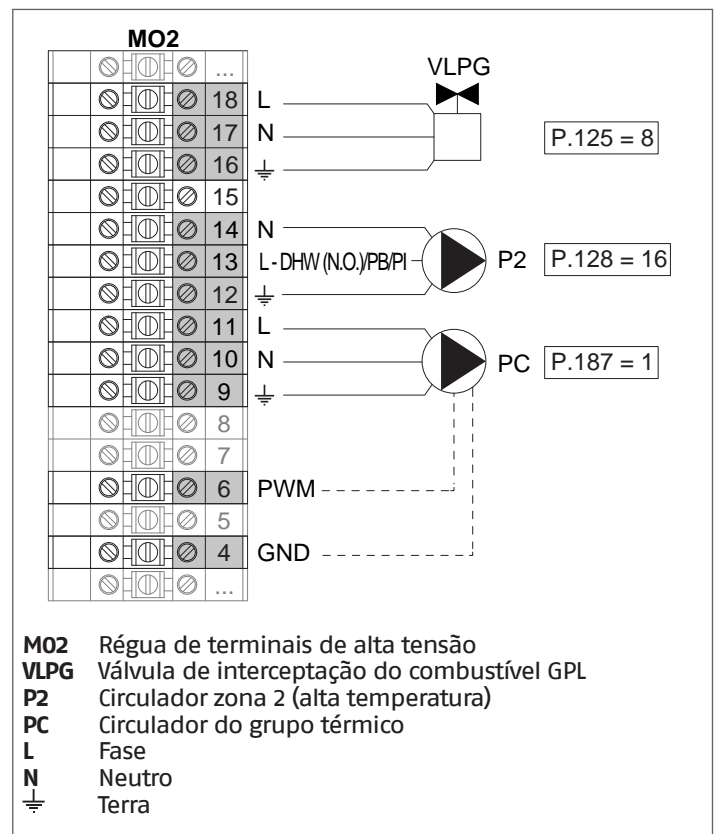 MO2
...
VLPG
18 L
17 N
P.125 = 8
16
15
14 N
13 L - DHW (N.O.)/PB/PI P2 P.128 = 16
12
11 L
10 N PC P.187 = 1
9
8
7
6 PWM
5
4 GND
...
M02 Régua de terminais de alta tensão
VLPG Válvula de interceptação do combustível GPL
P2 Circulador zona 2 (alta temperatura)
PC Circulador do grupo térmico
L Fase
N Neutro
⏚ Terra